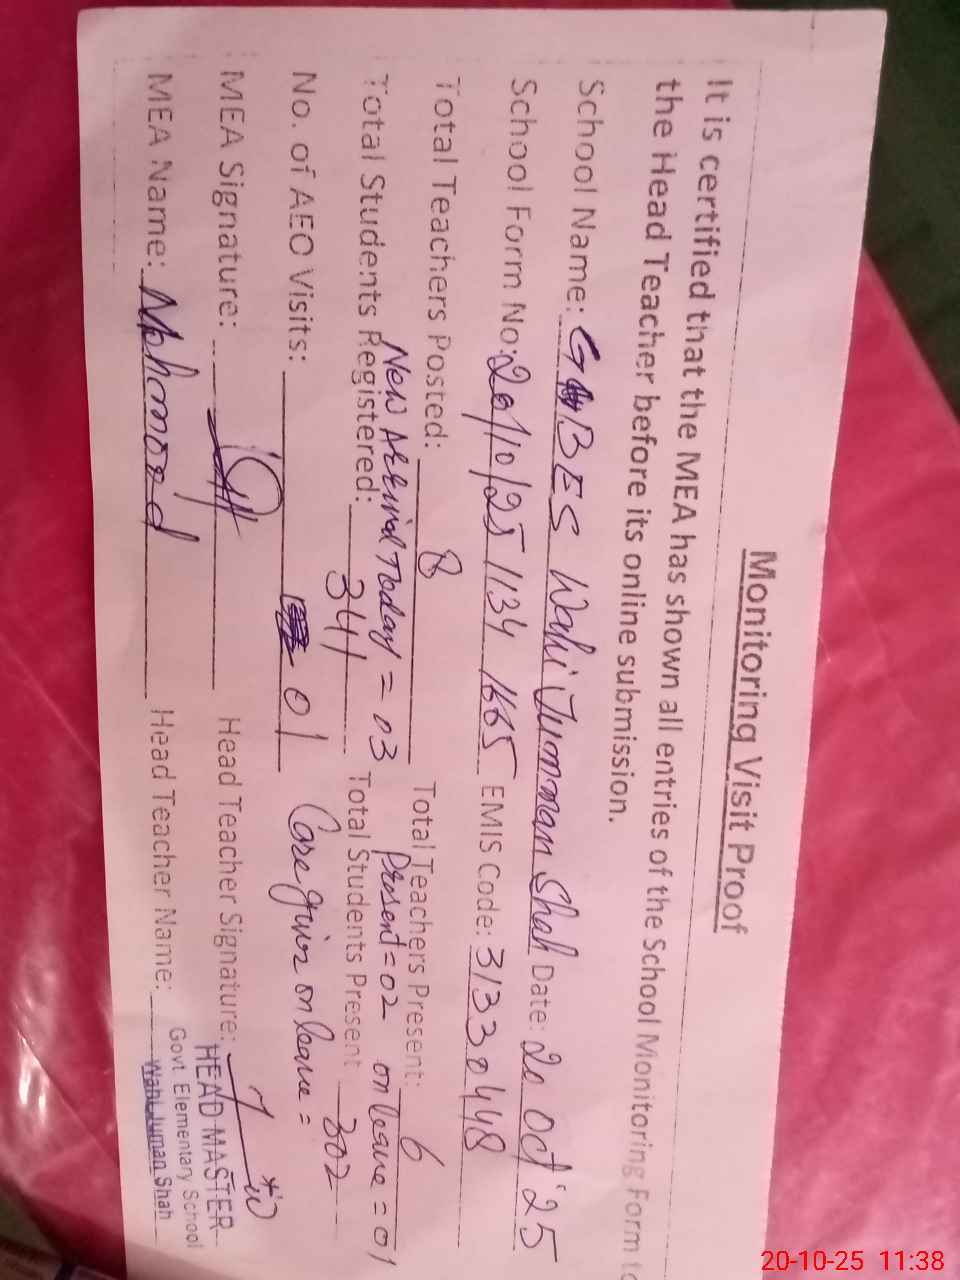 Monitoring Visit Proof
It is certified that the MEA has shown all entries of the School Monitoring Form to
the Head Teacher before its online submission.
School Name: GBES Wahi Jumman Shah Date: 20 Oct '25
School Form No: 20/10/25 1134 1665 EMIS Code: 31330448
Total Teachers Posted: 8 Total Teachers Present: 6
New Arrival Today = 03 Present = 02 on leave = 01
Total Students Registered: 341 Total Students Present 302
No. of AEO Visits: 01 on leave =
MEA Signature: Head Teacher Signature:
MEA Name: Mahmood Head Teacher Name:
HEAD MASTER
Govt. Elementary School
Wahi Juman Shah
20-10-25 11:38